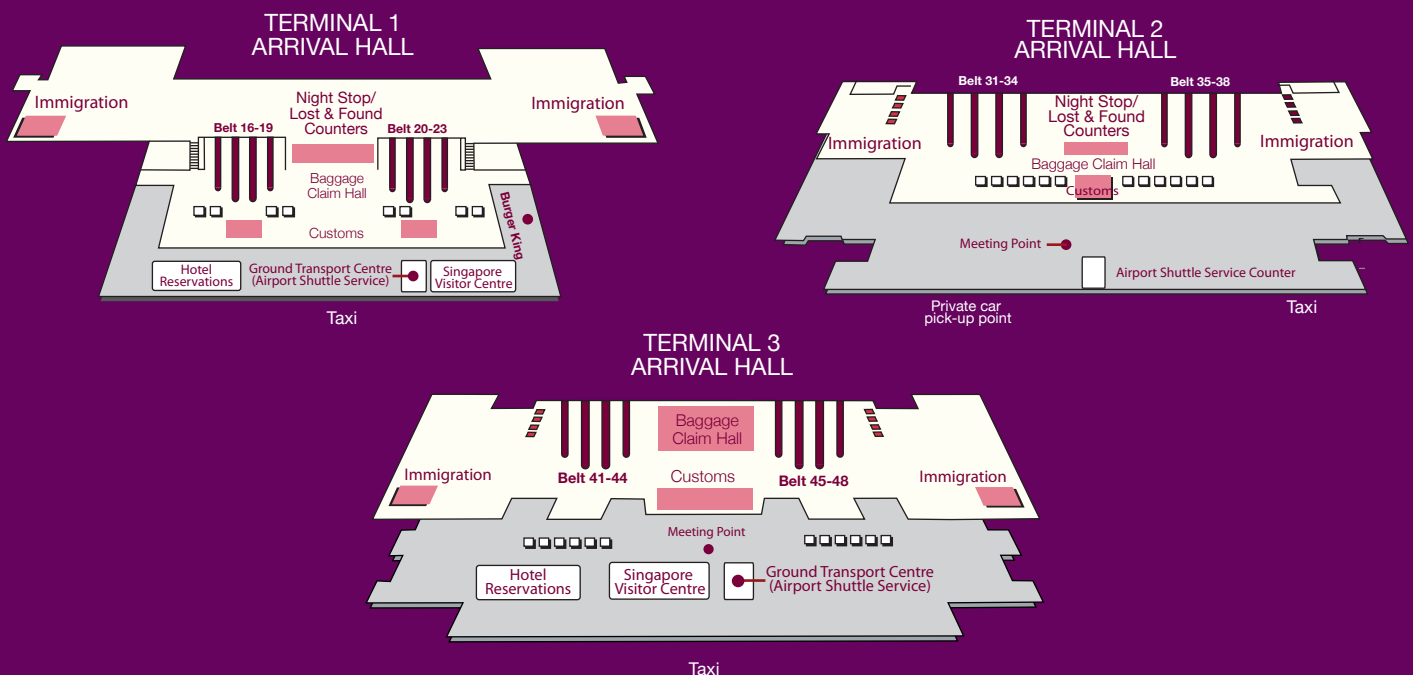 TERMINAL 1
ARRIVAL HALL
Immigration
Night Stop/
Lost & Found
Counters
Immigration
Belt 16-19
Belt 20-23
Baggage
Claim Hall
Burger King
Customs
Hotel
Reservations
Ground Transport Centre
(Airport Shuttle Service)
Singapore
Visitor Centre
Taxi
TERMINAL 2
ARRIVAL HALL
Belt 31-34
Belt 35-38
Night Stop/
Lost & Found
Counters
Immigration
Immigration
Baggage Claim Hall
Customs
Meeting Point
Airport Shuttle Service Counter
Private car
pick-up point
Taxi
TERMINAL 3
ARRIVAL HALL
Baggage
Claim Hall
Immigration
Belt 41-44
Customs
Belt 45-48
Immigration
Meeting Point
Hotel
Reservations
Singapore
Visitor Centre
Ground Transport Centre
(Airport Shuttle Service)
Taxi